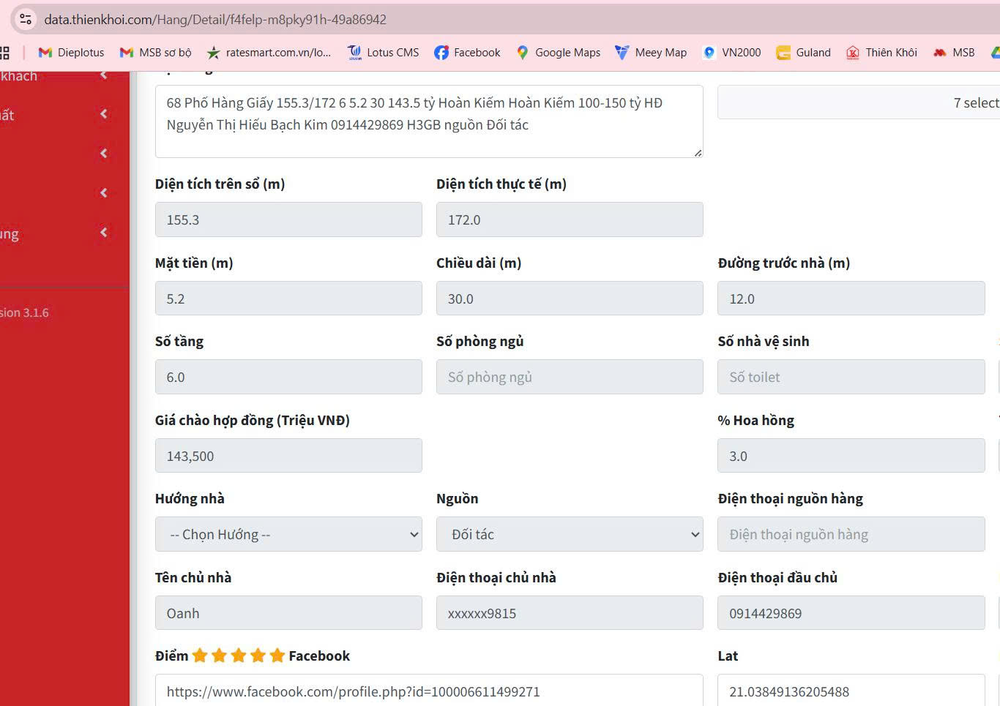 data.thienkhoi.com/Hang/Detail/f4felp-m8pky91h-49a86942
Dieplotus MSB sơ bộ ratesmart.com.vn/lo... Lotus CMS Facebook Google Maps Meey Map VN2000 Guland Thiên Khôi MSB
khách
68 Phố Hàng Giấy 155.3/172 6 5.2 30 143.5 tỷ Hoàn Kiếm Hoàn Kiếm 100-150 tỷ HĐ
Nguyễn Thị Hiếu Bạch Kim 0914429869 H3GB nguồn Đối tác
7 select
Diện tích trên sổ (m) Diện tích thực tế (m)
155.3 172.0
Mặt tiền (m) Chiều dài (m) Đường trước nhà (m)
5.2 30.0 12.0
sion 3.1.6
Số tầng Số phòng ngủ Số nhà vệ sinh
6.0 Số phòng ngủ Số toilet
Giá chào hợp đồng (Triệu VNĐ) % Hoa hồng
143,500 3.0
Hướng nhà Nguồn Điện thoại nguồn hàng
-- Chọn Hướng -- Đối tác Điện thoại nguồn hàng
Tên chủ nhà Điện thoại chủ nhà Điện thoại đầu chủ
Oanh xxxxxx9815 0914429869
Điểm Facebook Lat
https://www.facebook.com/profile.php?id=100006611499271 21.03849136205488